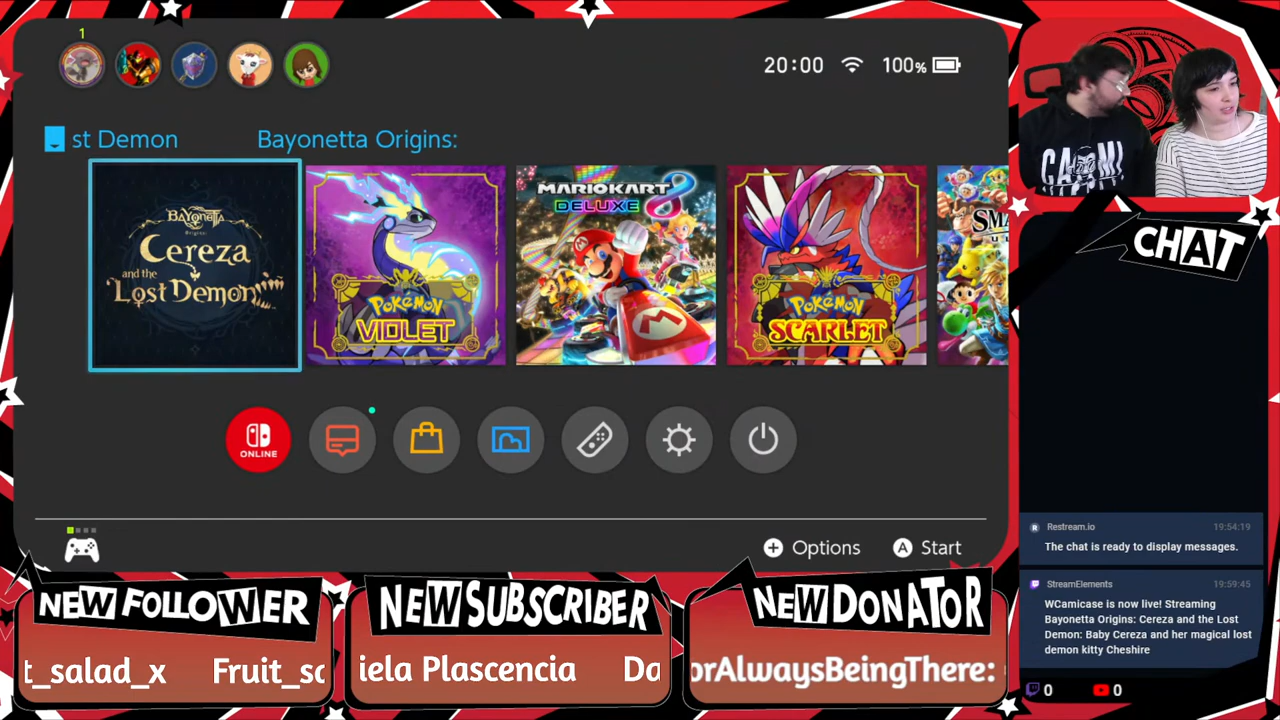 1
20:00
100%
st Demon Bayonetta Origins:
BAYONETTA
Origins
Cereza
and the
Lost Demon
POKéMON
VIOLET
MARIOKART 8
DELUXE
POKéMON
SCARLET
SM
U
ONLINE
+ Options
A Start
CHAT
R Restream.io 19:54:19
The chat is ready to display messages.
StreamElements 19:59:45
WCamicase is now live! Streaming
Bayonetta Origins: Cereza and the Lost
Demon: Baby Cereza and her magical lost
demon kitty Cheshire
0 0
NEW FOLLOWER
t_salad_x Fruit_sa
NEW SUBSCRIBER
iela Plascencia Da
NEW DONATOR
orAlwaysBeingThere: